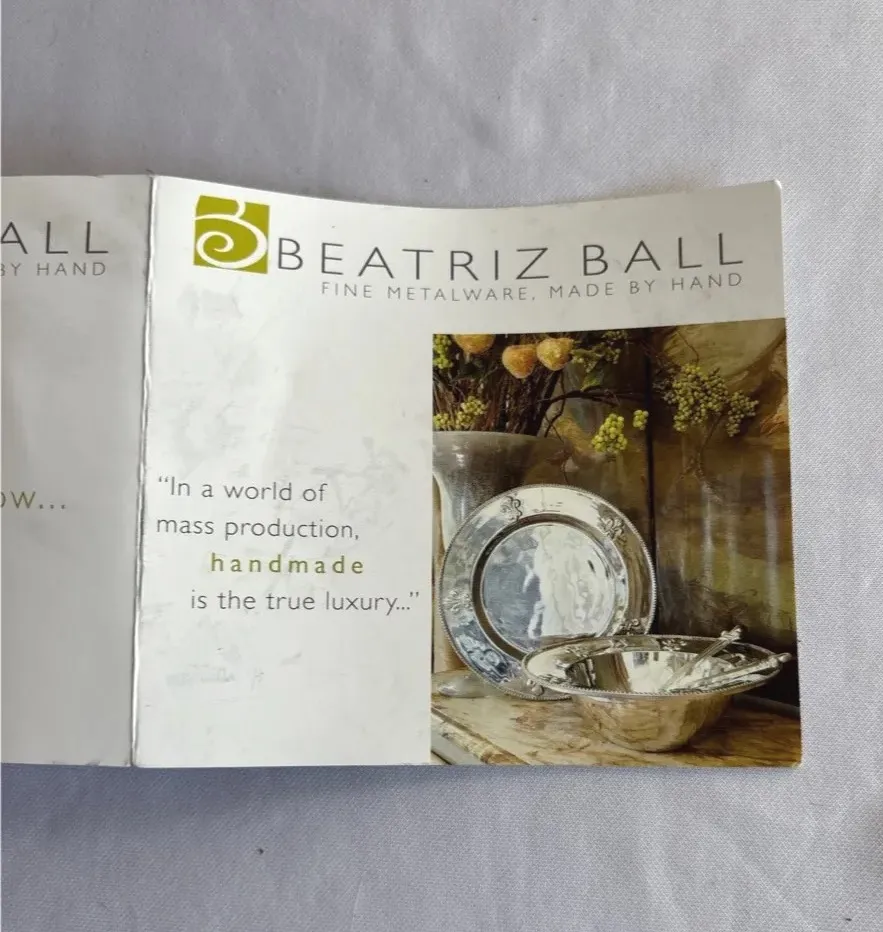 ALL
BY HAND
OW...
BEATRIZ BALL
FINE METALWARE, MADE BY HAND
“In a world of
mass production,
handmade
is the true luxury...”